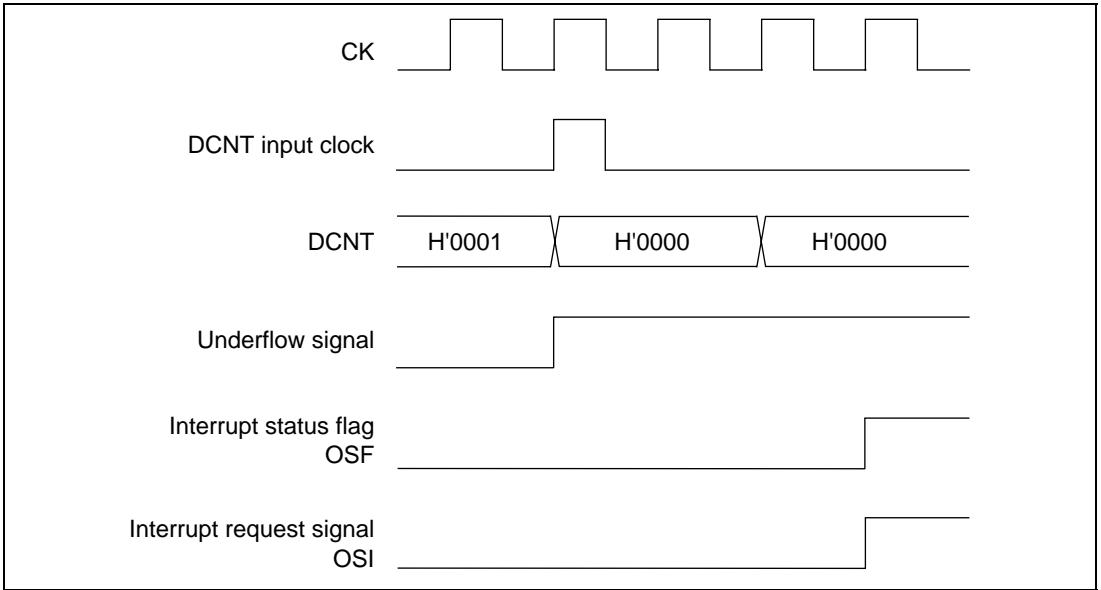 CK
DCNT input clock
DCNT H'0001 H'0000 H'0000
Underflow signal
Interrupt status flag
OSF
Interrupt request signal
OSI